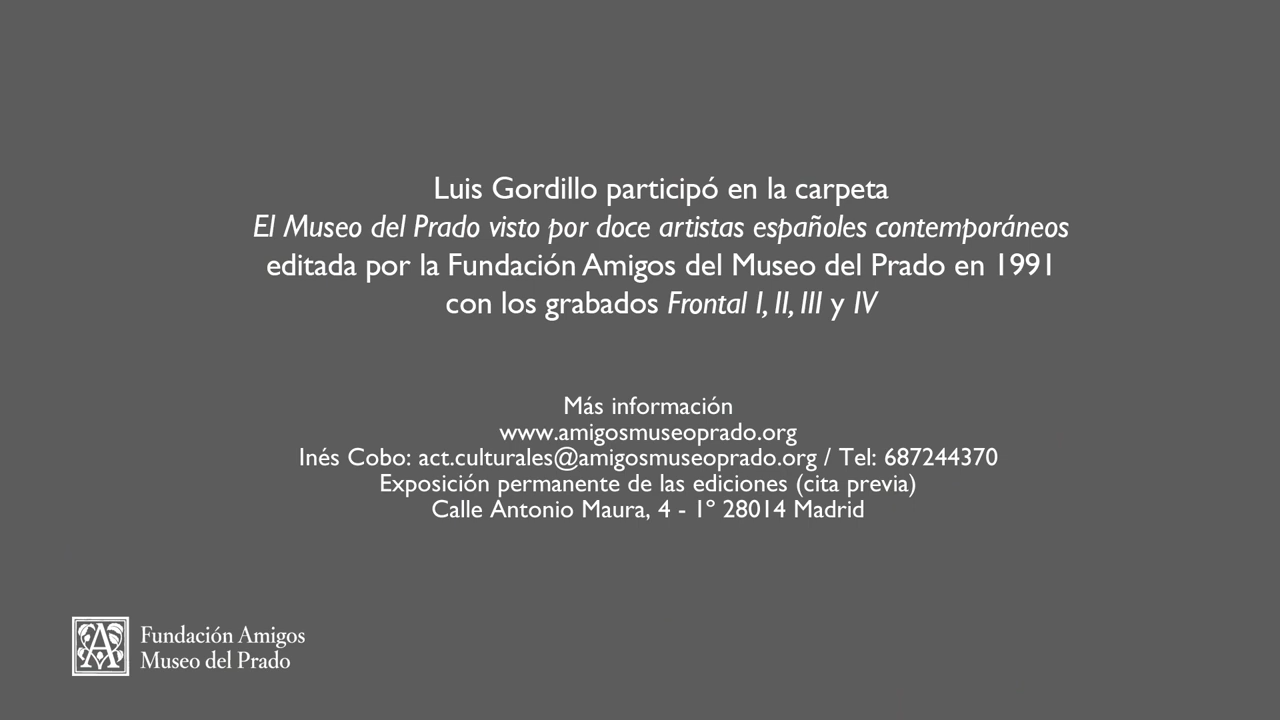 Luis Gordillo participó en la carpeta
El Museo del Prado visto por doce artistas españoles contemporáneos
editada por la Fundación Amigos del Museo del Prado en 1991
con los grabados Frontal I, II, III y IV
Más información
www.amigosmuseoprado.org
Inés Cobo: act.culturales@amigosmuseoprado.org / Tel: 687244370
Exposición permanente de las ediciones (cita previa)
Calle Antonio Maura, 4 - 1º 28014 Madrid
Fundación Amigos
Museo del Prado